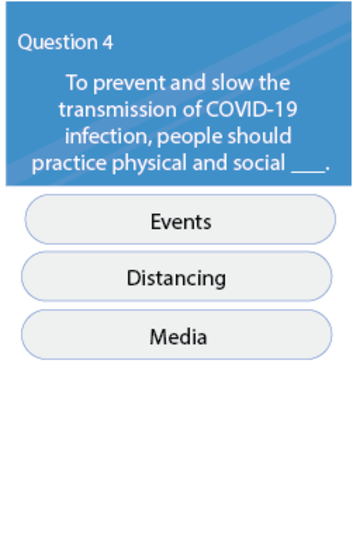 Question 4
To prevent and slow the
transmission of COVID-19
infection, people should
practice physical and social ___.
Events
Distancing
Media